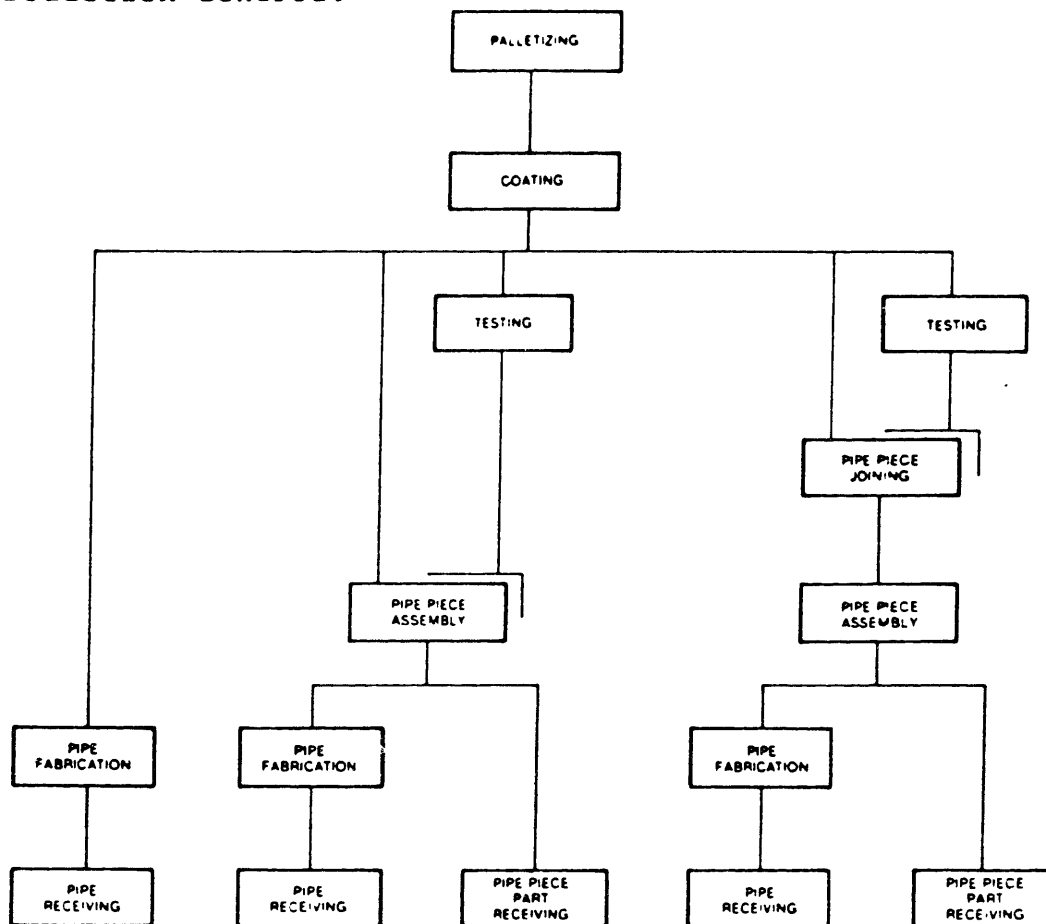 PALLETIZING
COATING
TESTING
TESTING
PIPE PIECE
JOINING
PIPE PIECE
ASSEMBLY
PIPE PIECE
ASSEMBLY
PIPE
FABRICATION
PIPE
FABRICATION
PIPE
FABRICATION
PIPE
RECEIVING
PIPE
RECEIVING
PIPE PIECE
PART
RECEIVING
PIPE
RECEIVING
PIPE PIECE
PART
RECEIVING